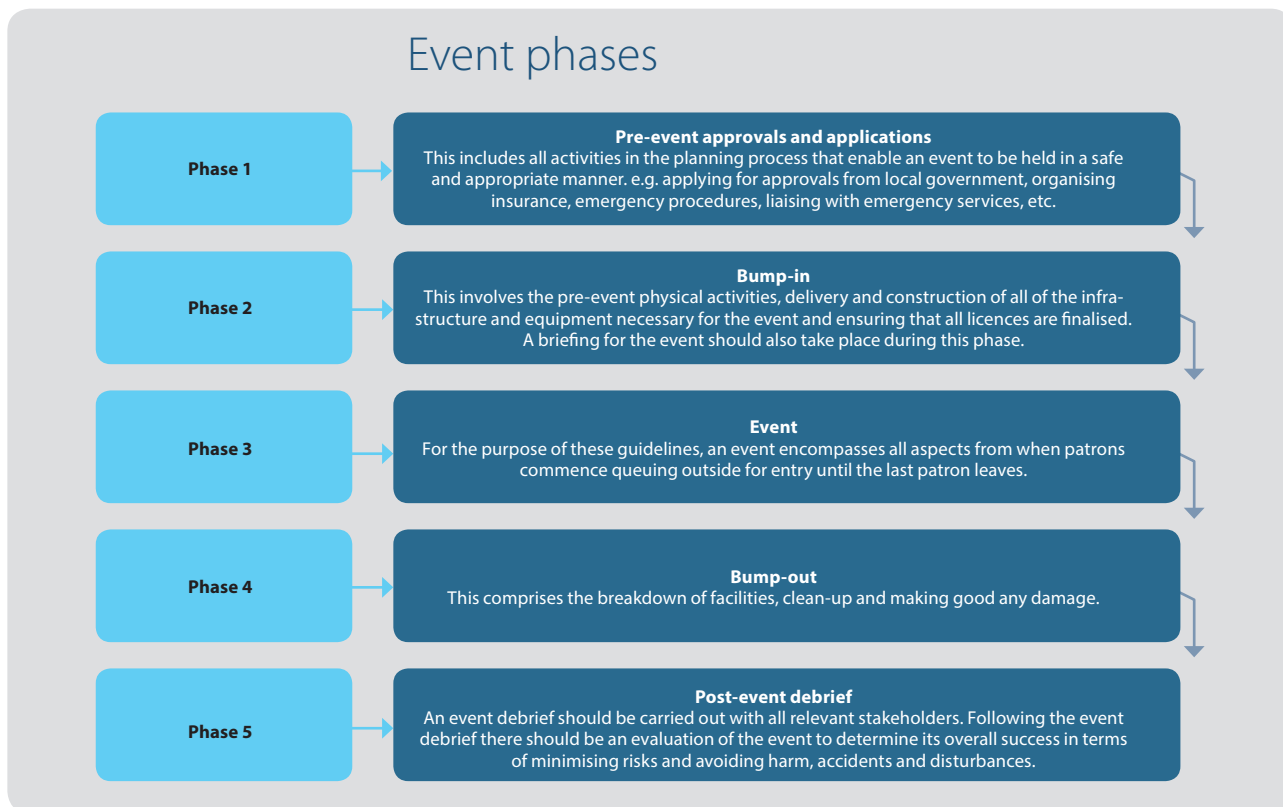 Event phases
Phase 1
Pre-event approvals and applications
This includes all activities in the planning process that enable an event to be held in a safe
and appropriate manner. e.g. applying for approvals from local government, organising
insurance, emergency procedures, liaising with emergency services, etc.
Phase 2
Bump-in
This involves the pre-event physical activities, delivery and construction of all of the infra-
structure and equipment necessary for the event and ensuring that all licences are finalised.
A briefing for the event should also take place during this phase.
Phase 3
Event
For the purpose of these guidelines, an event encompasses all aspects from when patrons
commence queuing outside for entry until the last patron leaves.
Phase 4
Bump-out
This comprises the breakdown of facilities, clean-up and making good any damage.
Phase 5
Post-event debrief
An event debrief should be carried out with all relevant stakeholders. Following the event
debrief there should be an evaluation of the event to determine its overall success in terms
of minimising risks and avoiding harm, accidents and disturbances.